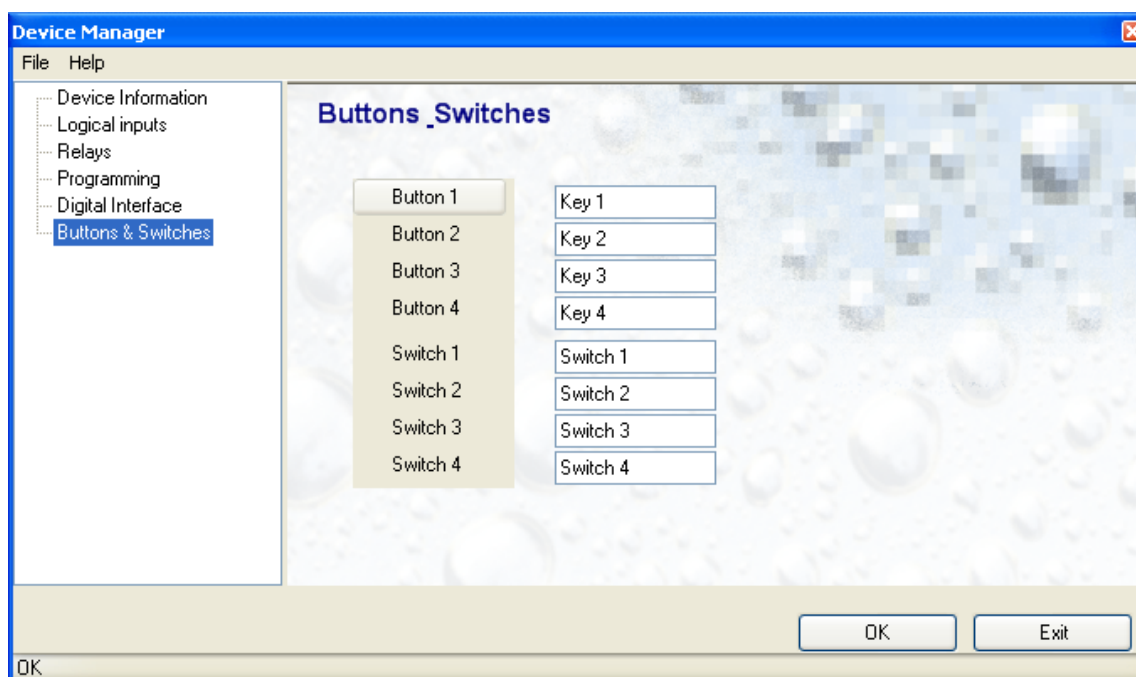 Device Manager
File Help
Device Information
Logical inputs
Relays
Programming
Digital Interface
Buttons & Switches
Buttons _Switches
Button 1 Key 1
Button 2 Key 2
Button 3 Key 3
Button 4 Key 4
Switch 1 Switch 1
Switch 2 Switch 2
Switch 3 Switch 3
Switch 4 Switch 4
OK Exit
OK